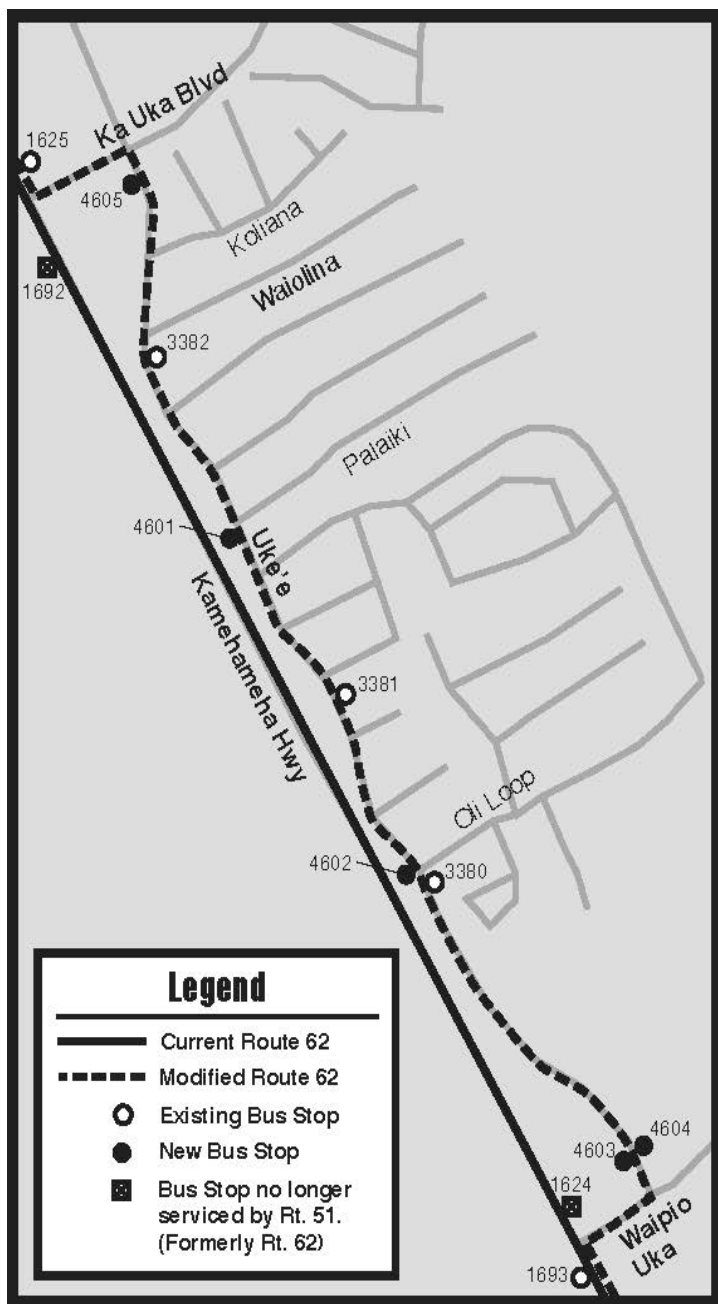 Ka Uka Blvd
1625
4605
Koliana
1692
Waiolina
3382
Palaiki
4601
Uke'e
Kamehameha Hwy
3381
Oli Loop
4602
3380
Legend
Current Route 62
Modified Route 62
Existing Bus Stop
New Bus Stop
Bus Stop no longer
serviced by Rt. 51.
(Formerly Rt. 62)
4604
4603
1624
Waipio
Uka
1693